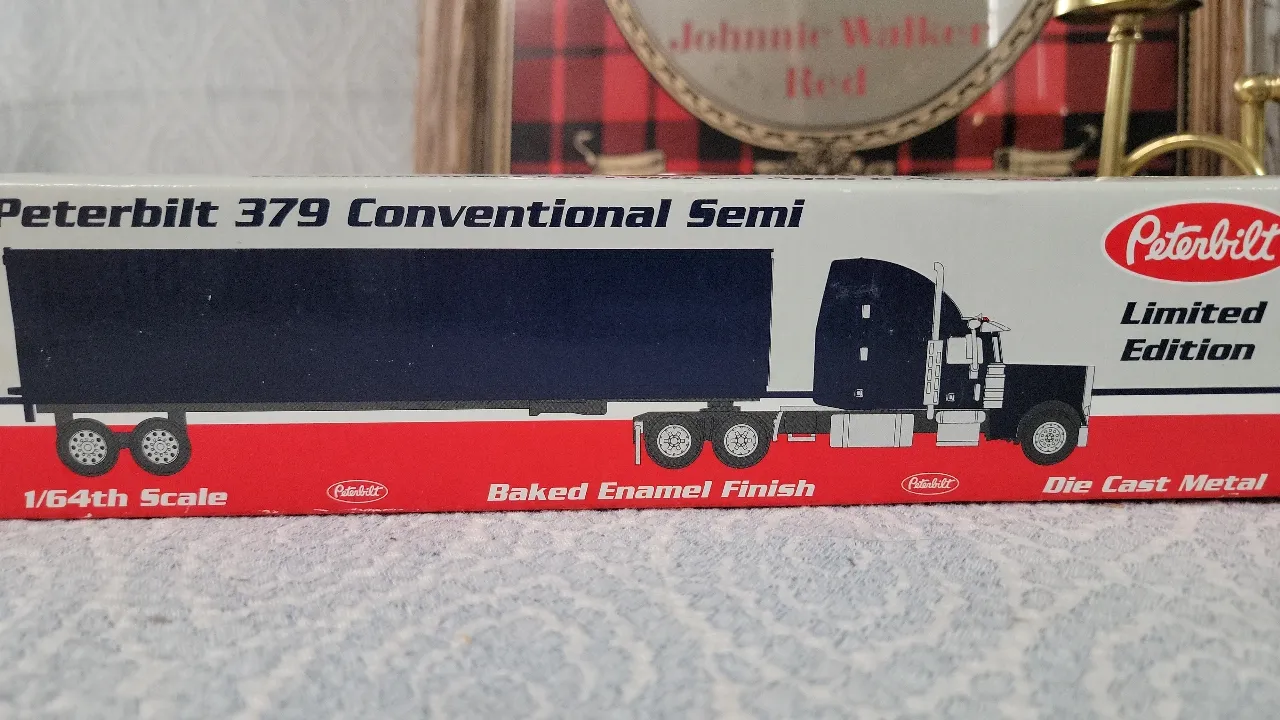 Johnnie Walker
Red
Peterbilt 379 Conventional Semi
Peterbilt
Limited
Edition
1/64th Scale
Peterbilt
Baked Enamel Finish
Peterbilt
Die Cast Metal